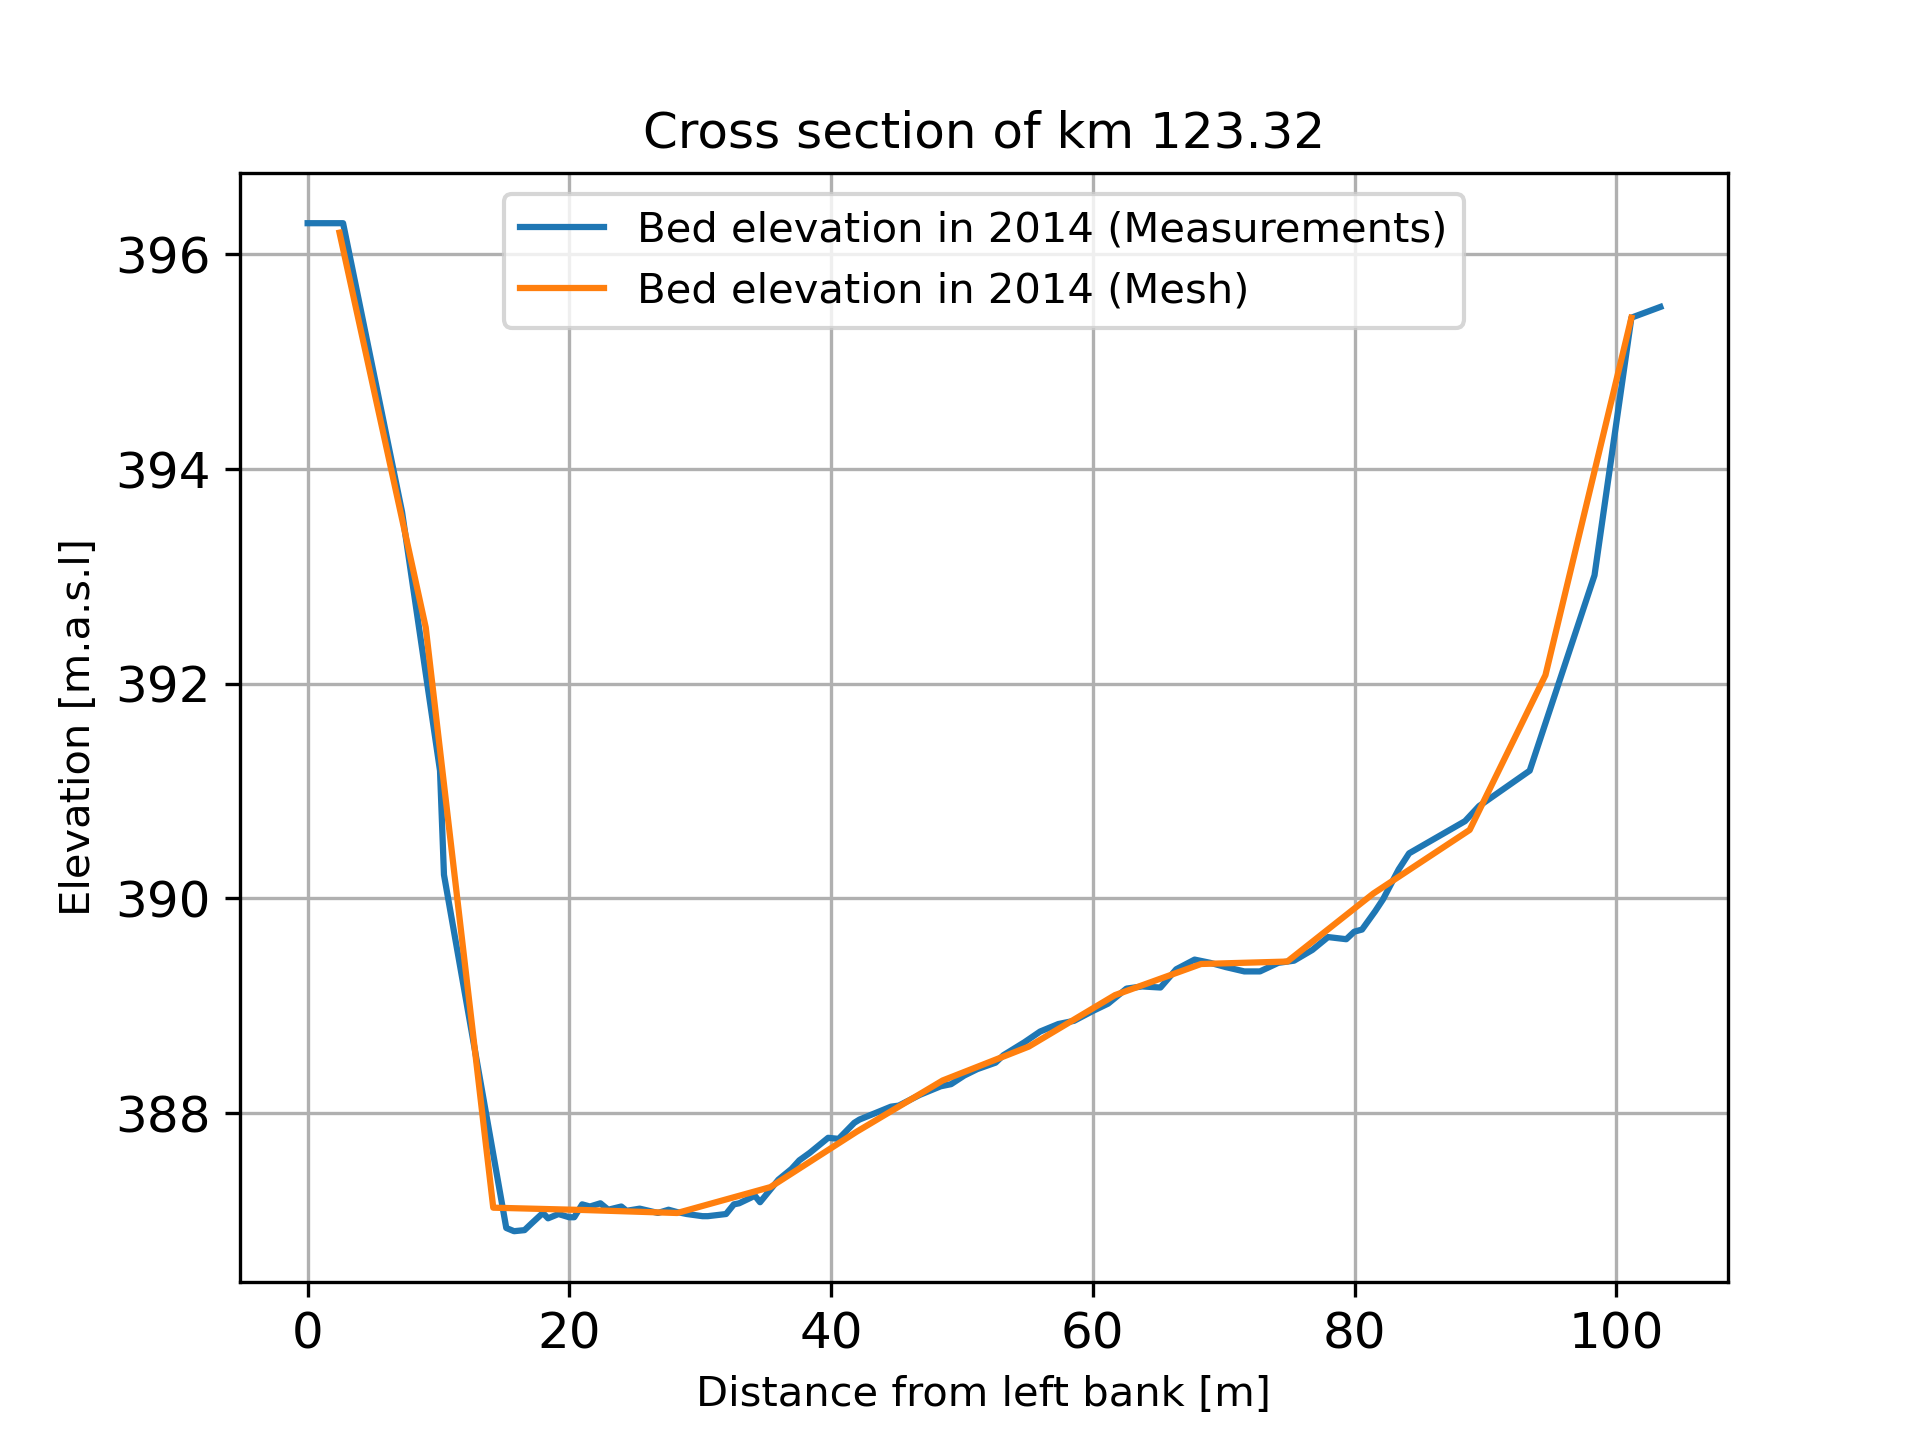 Cross section of km 123.32
Bed elevation in 2014 (Measurements)
Bed elevation in 2014 (Mesh)
396
394
392
390
388
Elevation [m.a.s.l]
0 20 40 60 80 100
Distance from left bank [m]